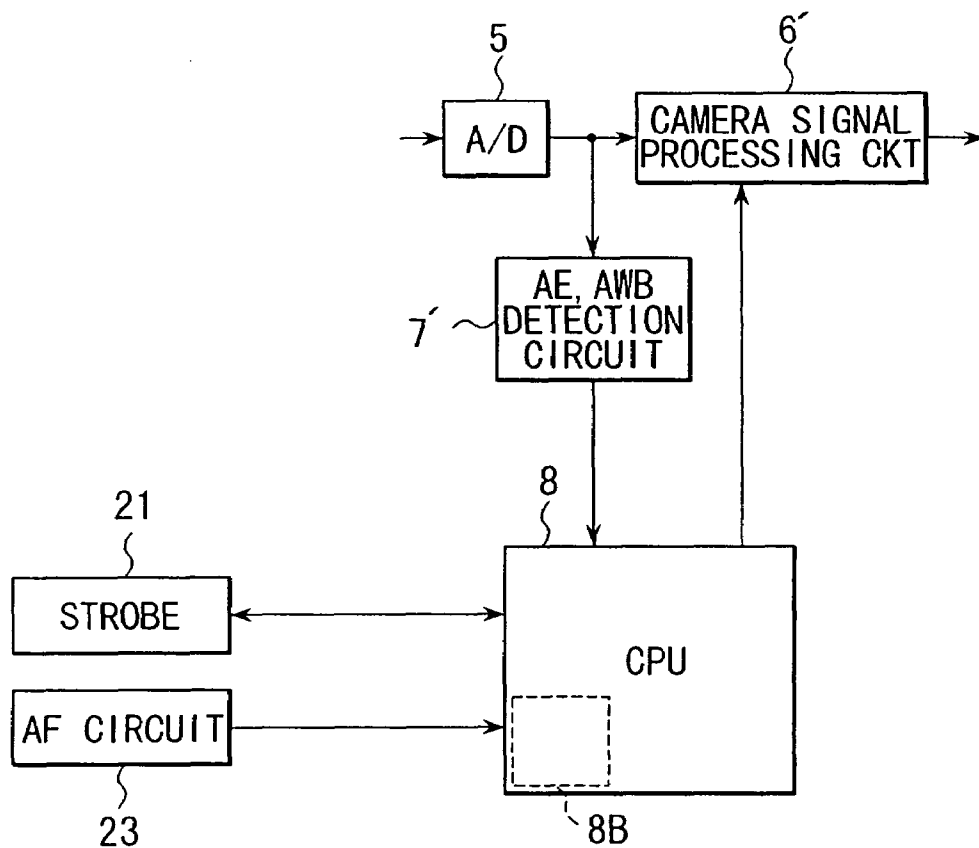 5
6´
A/D
CAMERA SIGNAL
PROCESSING CKT
AE, AWB
DETECTION
CIRCUIT
7´
8
21
STROBE
CPU
AF CIRCUIT
23
8B